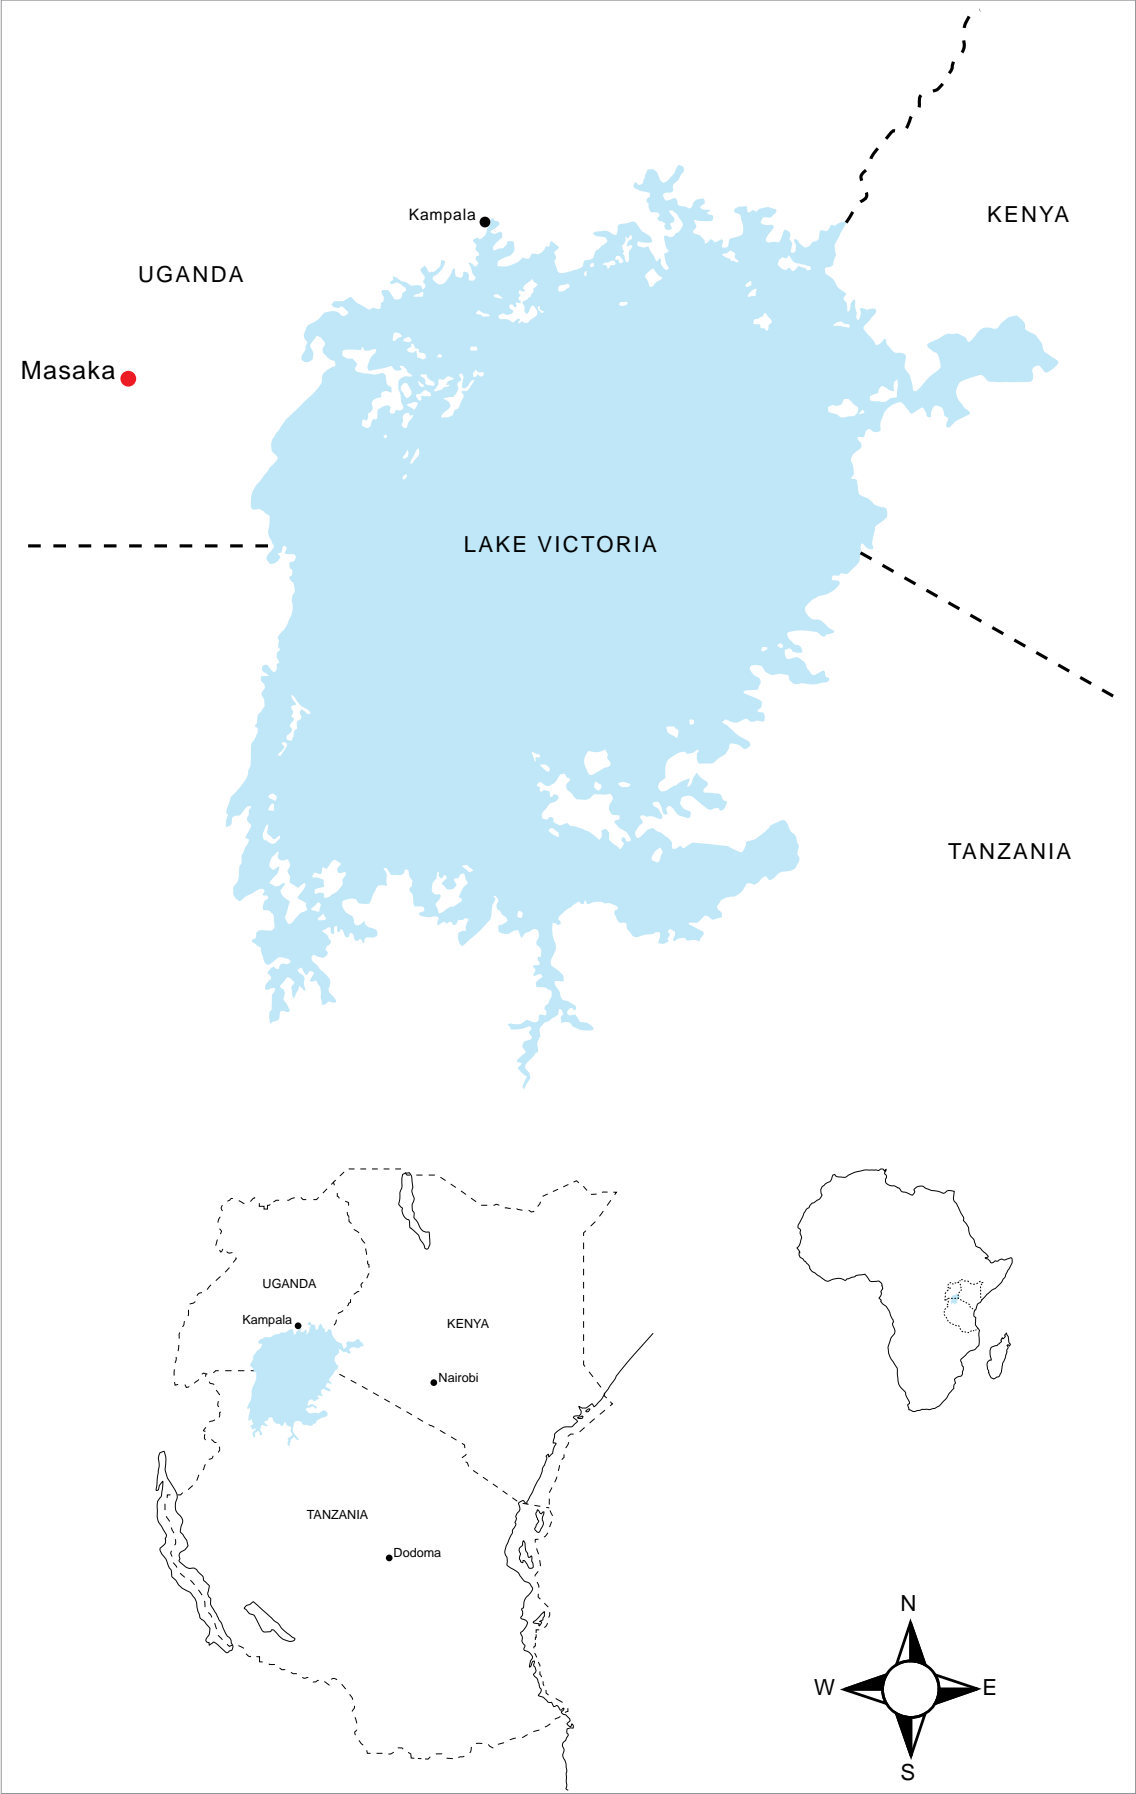 Kampala
KENYA
UGANDA
Masaka
LAKE VICTORIA
TANZANIA
UGANDA
Kampala
KENYA
Nairobi
TANZANIA
Dodoma
N
W
E
S